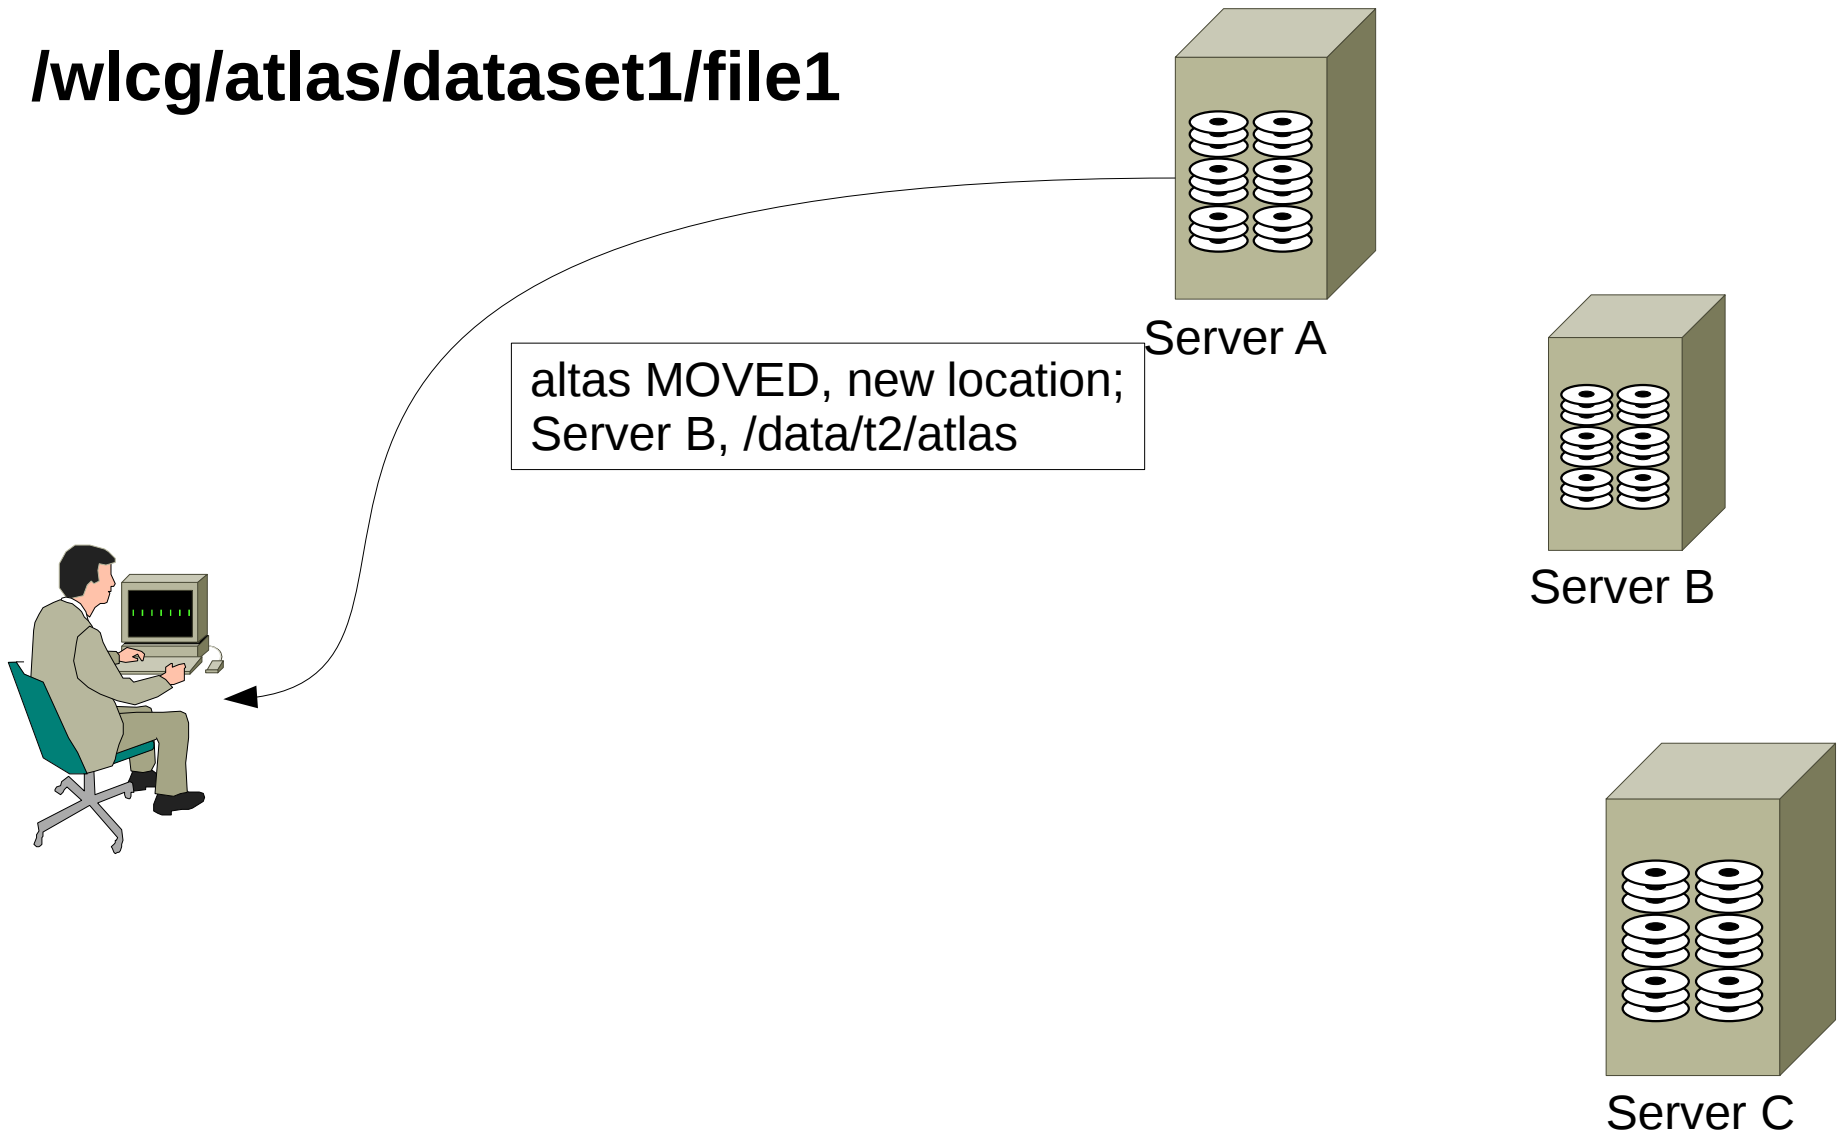 /wlcg/atlas/dataset1/file1
Server A
altas MOVED, new location;
Server B, /data/t2/atlas
Server B
Server C